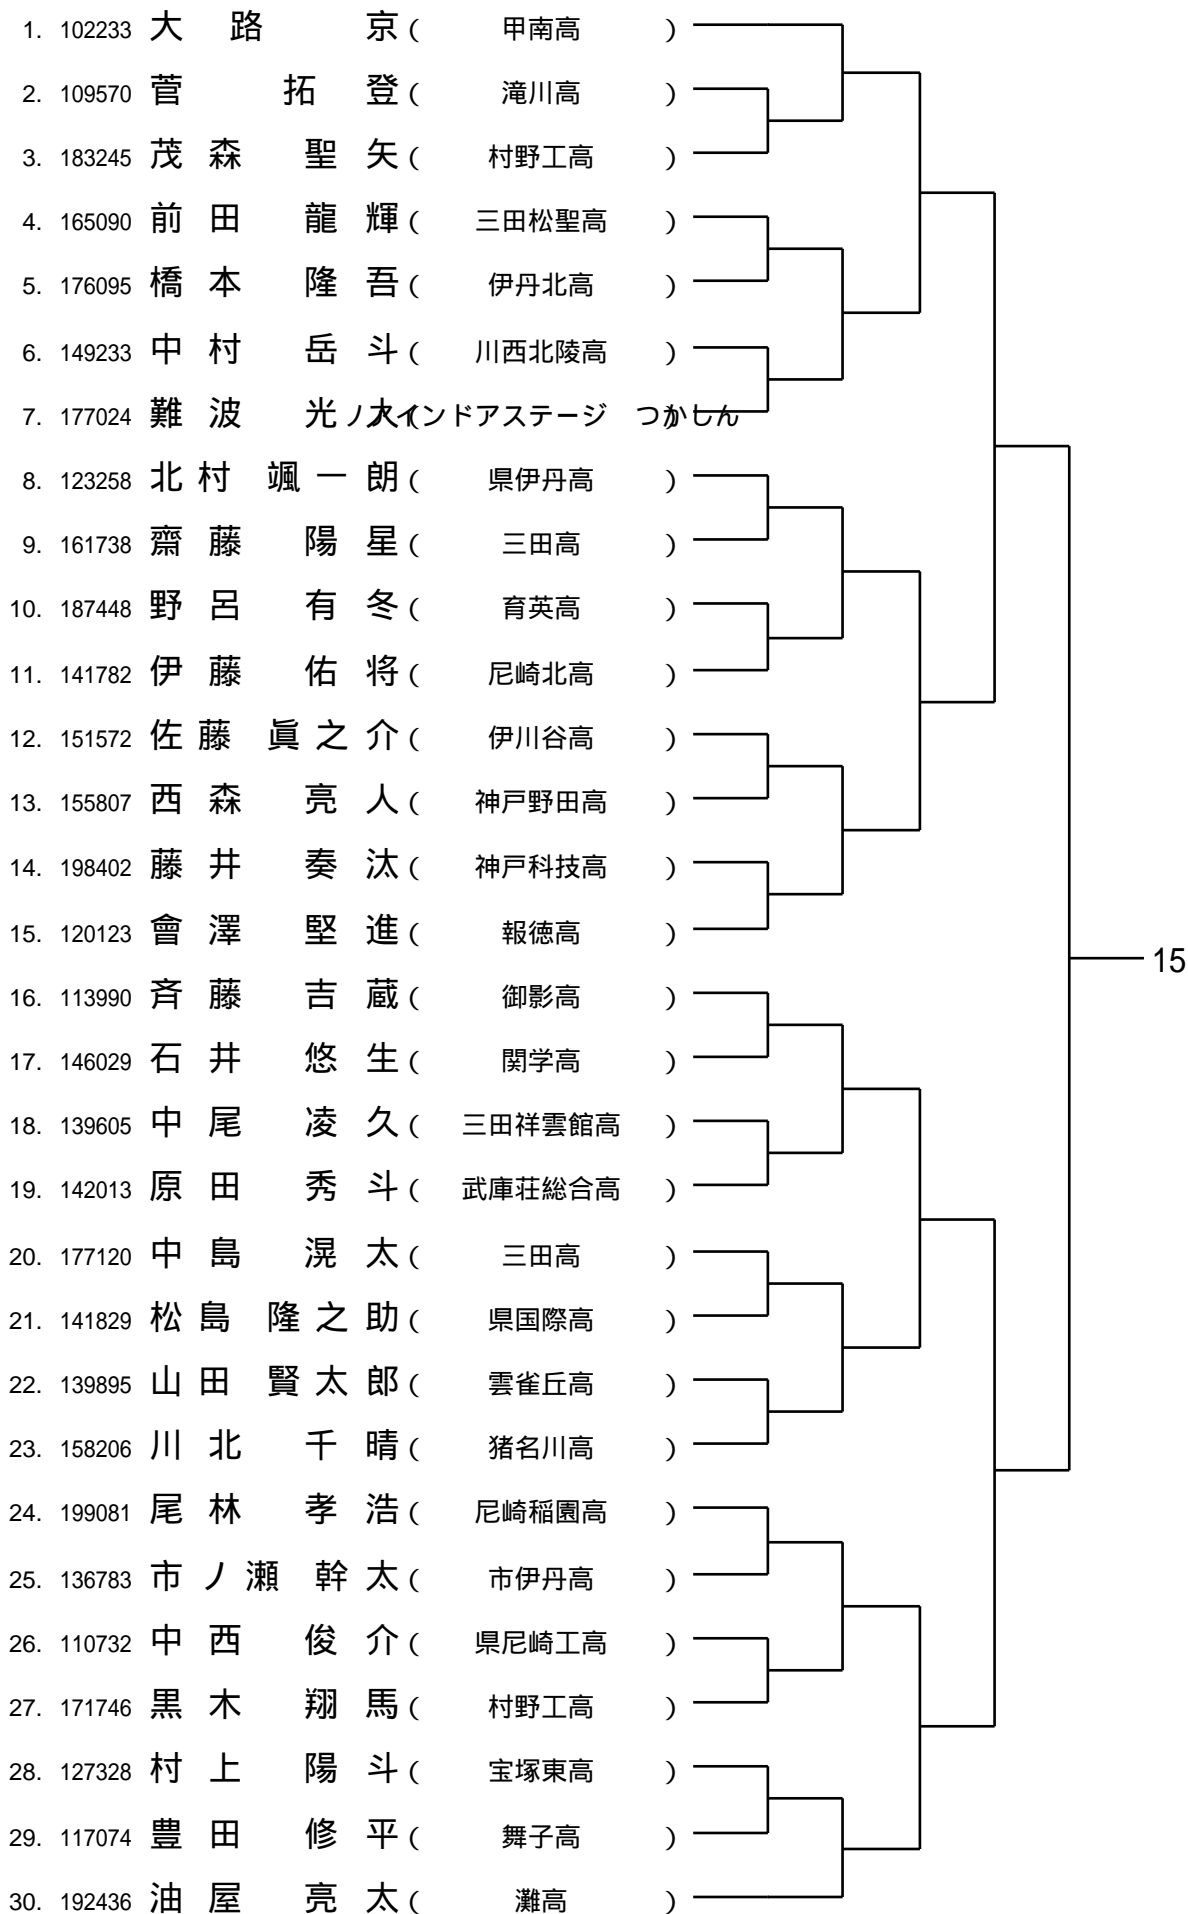 1. 102233 大 路 京 ( 甲南高 )
2. 109570 菅 拓 登 ( 滝川高 )
3. 183245 茂 森 聖 矢 ( 村野工高 )
4. 165090 前 田 龍 輝 ( 三田松聖高 )
5. 176095 橋 本 隆 吾 ( 伊丹北高 )
6. 149233 中 村 岳 斗 ( 川西北陵高 )
7. 177024 難 波 光 ( ノアインドアステージ つかしん )
8. 123258 北 村 颯 一 朗 ( 県伊丹高 )
9. 161738 齋 藤 陽 星 ( 三田高 )
10. 187448 野 呂 有 冬 ( 育英高 )
11. 141782 伊 藤 佑 将 ( 尼崎北高 )
12. 151572 佐 藤 眞 之 介 ( 伊川谷高 )
13. 155807 西 森 亮 人 ( 神戸野田高 )
14. 198402 藤 井 奏 汰 ( 神戸科技高 )
15. 120123 會 澤 堅 進 ( 報徳高 )
15
16. 113990 斉 藤 吉 蔵 ( 御影高 )
17. 146029 石 井 悠 生 ( 関学高 )
18. 139605 中 尾 凌 久 ( 三田祥雲館高 )
19. 142013 原 田 秀 斗 ( 武庫荘総合高 )
20. 177120 中 島 滉 太 ( 三田高 )
21. 141829 松 島 隆 之 助 ( 県国際高 )
22. 139895 山 田 賢 太 郎 ( 雲雀丘高 )
23. 158206 川 北 千 晴 ( 猪名川高 )
24. 199081 尾 林 孝 浩 ( 尼崎稲園高 )
25. 136783 市 ノ 瀬 幹 太 ( 市伊丹高 )
26. 110732 中 西 俊 介 ( 県尼崎工高 )
27. 171746 黒 木 翔 馬 ( 村野工高 )
28. 127328 村 上 陽 斗 ( 宝塚東高 )
29. 117074 豊 田 修 平 ( 舞子高 )
30. 192436 油 屋 亮 太 ( 灘高 )